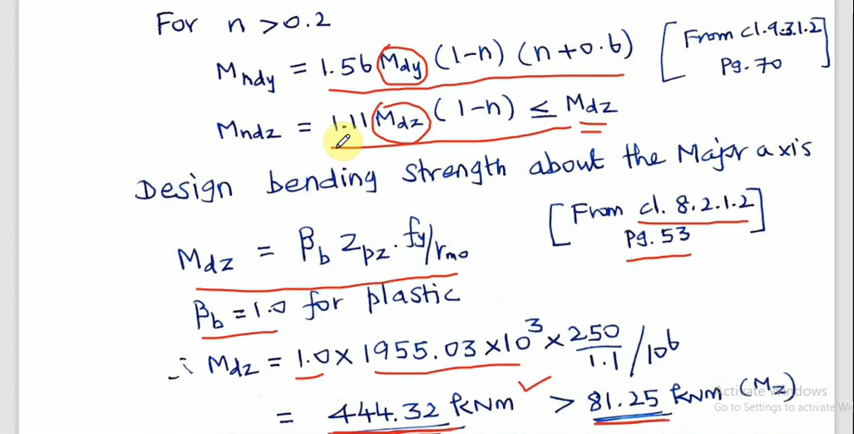 For n >0.2
Mndy = 1.56 Mdy (1-n) (n+0.6) [From cl.9.3.1.2 Pg.70]
Mndz = 1.11 Mdz (1-n) ≤ Mdz
Design bending strength about the Major axis
[From cl. 8.2.1.2] Pg. 53
Mdz = βb Zpz . fy/γmo
βb = 1.0 for plastic
∴ Mdz = 1.0 x 1955.03 x 10³ x 250/1.1 /10⁶
= 444.32 kNm > 81.25 kNm (Mz)
Activate Windows
Go to Settings to activate Wi